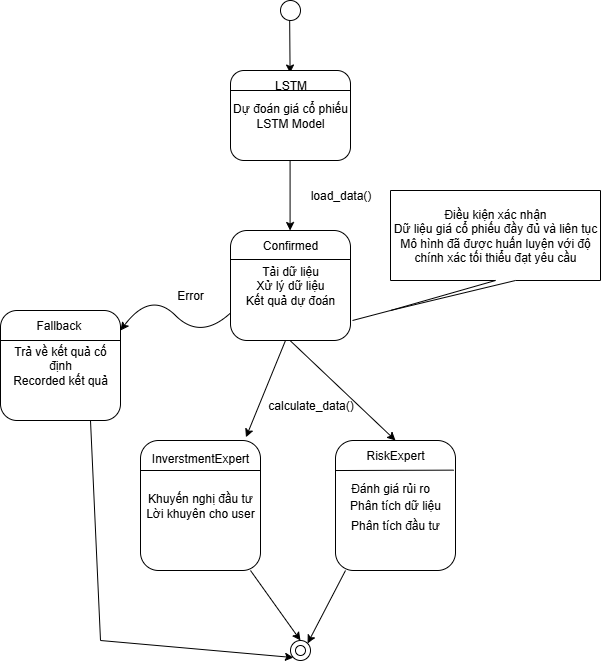 LSTM
Dự đoán giá cổ phiếu
LSTM Model
load_data()
Điều kiện xác nhận
Dữ liệu giá cổ phiếu đầy đủ và liên tục
Mô hình đã được huấn luyện với độ
chính xác tối thiểu đạt yêu cầu
Confirmed
Tải dữ liệu
Xử lý dữ liệu
Kết quả dự đoán
Error
Fallback
Trả về kết quả cố
định
Recorded kết quả
calculate_data()
InverstmentExpert
Khuyến nghị đầu tư
Lời khuyên cho user
RiskExpert
Đánh giá rủi ro
Phân tích dữ liệu
Phân tích đầu tư